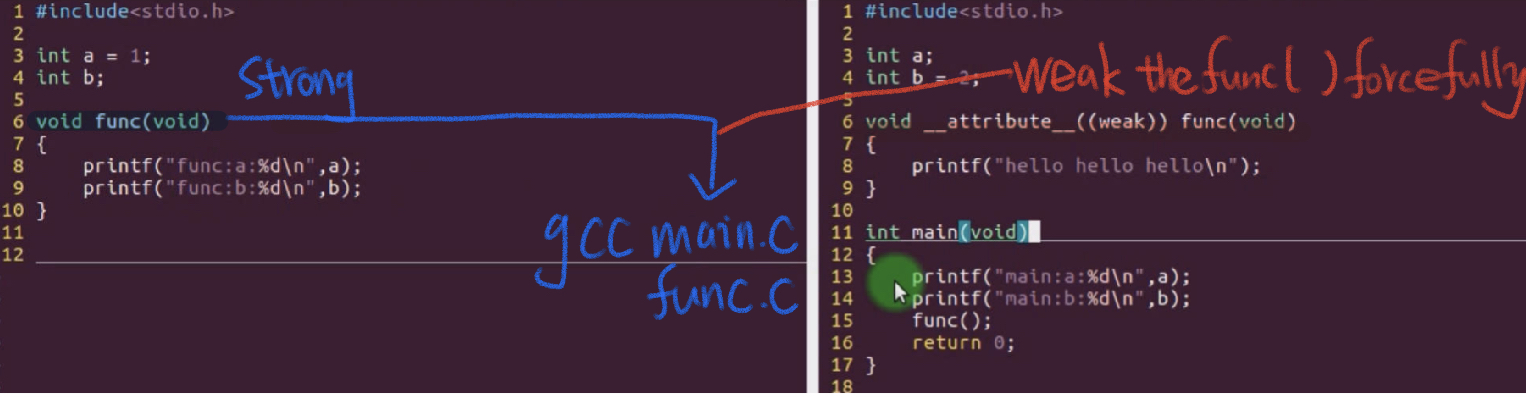 1 #include<stdio.h>
2
3 int a = 1;
4 int b;
5
6 void func(void)
7 {
8     printf("func:a:%d\n",a);
9     printf("func:b:%d\n",b);
10 }
11
12
Strong
gcc main.c
func.c
1 #include<stdio.h>
2
3 int a;
4 int b = 2;
5
6 void __attribute__((weak)) func(void)
7 {
8     printf("hello hello hello\n");
9 }
10
11 int main(void)
12 {
13     printf("main:a:%d\n",a);
14     printf("main:b:%d\n",b);
15     func();
16     return 0;
17 }
18
weak the func( ) forcefully